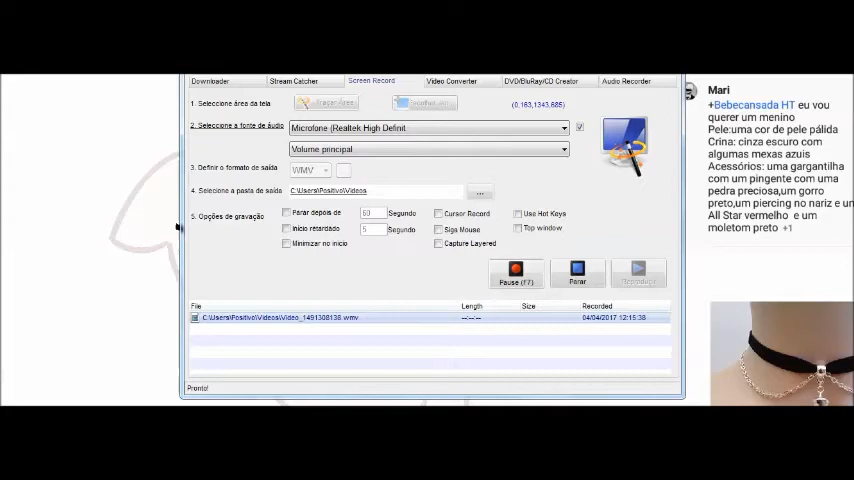 Downloader
Stream Catcher
Screen Record
Video Converter
DVD/BluRay/CD Creator
Audio Recorder
1. Seleccione área da tela
Traçar Área
(0,163,1343,685)
2. Selecione a fonte de áudio
Microfone (Realtek High Definit
Volume principal
3. Definir o formato de saída
WMV
4. Selecione a pasta de saída
C:\Users\Positivo\Videos
...
5. Opções de gravação
Parar depois de
60
Segundo
Cursor Record
Use Hot Keys
Início retardado
5
Segundo
Siga Mouse
Top window
Minimizar no início
Capture Layered
Pause (f7)
Parar
Reproduzir
File
Length
Size
Recorded
C:\Users\Positivo\Videos\Video_1491308138.wmv
--:--:--
04/04/2017 12:15:38
Pronto!
Mari
+Bebecansada HT eu vou
querer um menino
Pele:uma cor de pele pálida
Crina: cinza escuro com
algumas mexas azuis
Acessórios: uma gargantilha
com um pingente com uma
pedra preciosa,um gorro
preto,um piercing no nariz e un
All Star vermelho e um
moletom preto +1